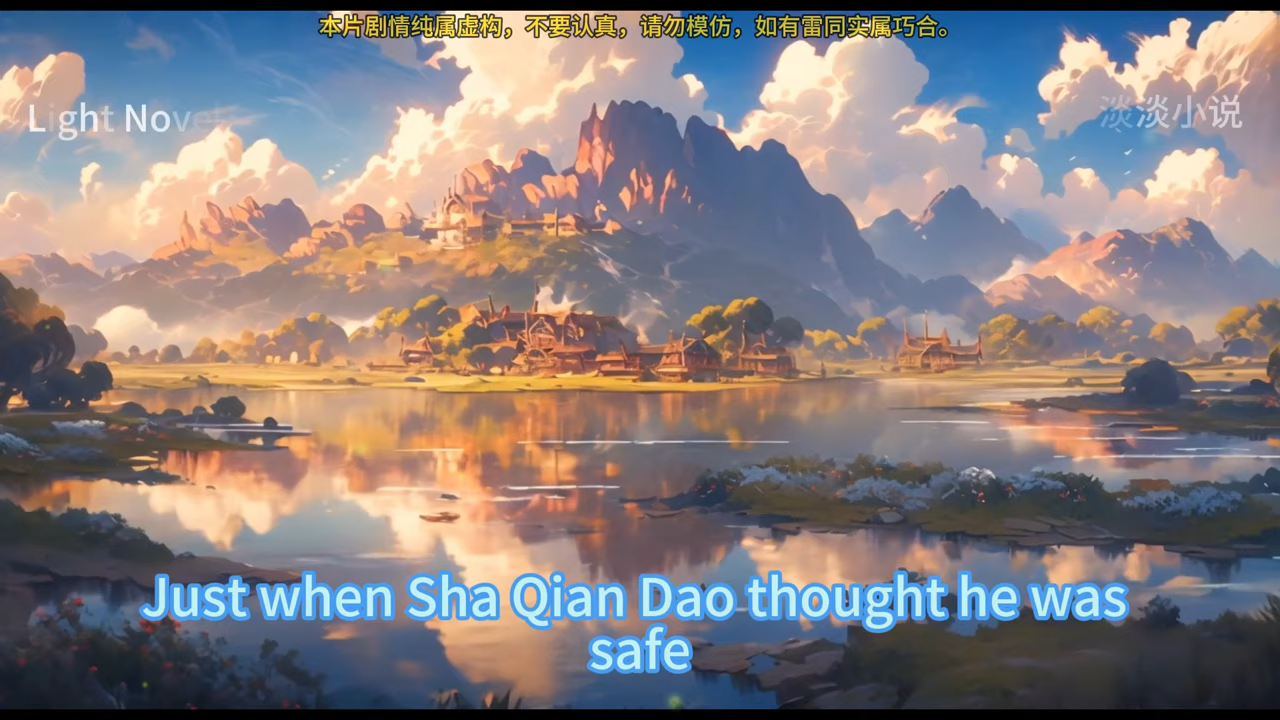 本片剧情纯属虚构，不要认真，请勿模仿，如有雷同实属巧合。
Light Novel
淡淡小说
Just when Sha Qian Dao thought he was
safe